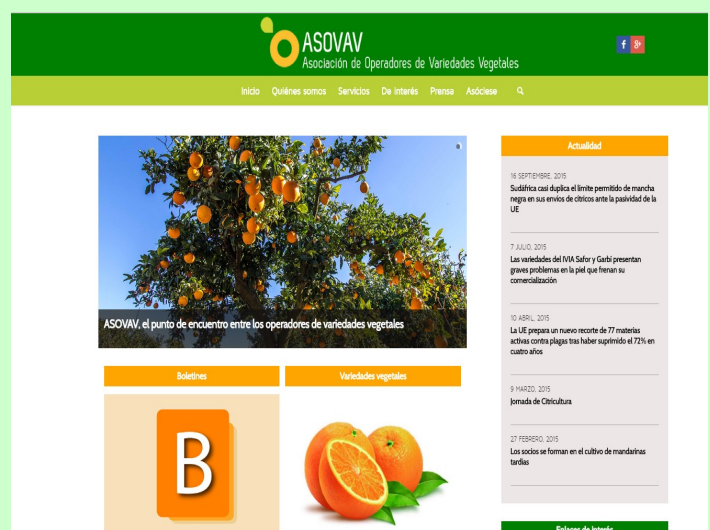 ASOVAV
Asociación de Operadores de Variedades Vegetales
f g+
Inicio Quiénes somos Servicios De Interés Prensa Asóciese
ASOVAV, el punto de encuentro entre los operadores de variedades vegetales
Boletines
Variedades vegetales
B
Actualidad
16 SEPTIEMBRE, 2015
Sudáfrica casi duplica el límite permitido de mancha
negra en sus envíos de cítricos ante la pasividad de la
UE
7 JULIO, 2015
Las variedades del IVIA Safor y Garbí presentan
graves problemas en la piel que frenan su
comercialización
10 ABRIL, 2015
La UE prepara un nuevo recorte de 77 materias
activas contra plagas tras haber suprimido el 72% en
cuatro años
9 MARZO, 2015
Jornada de Citricultura
27 FEBRERO, 2015
Los socios se forman en el cultivo de mandarinas
tardías
Enlaces de Interés